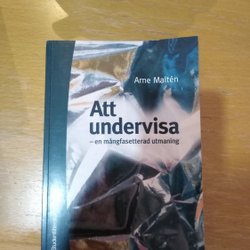 Arne Maltén
Att
undervisa
– en mångfasetterad utmaning